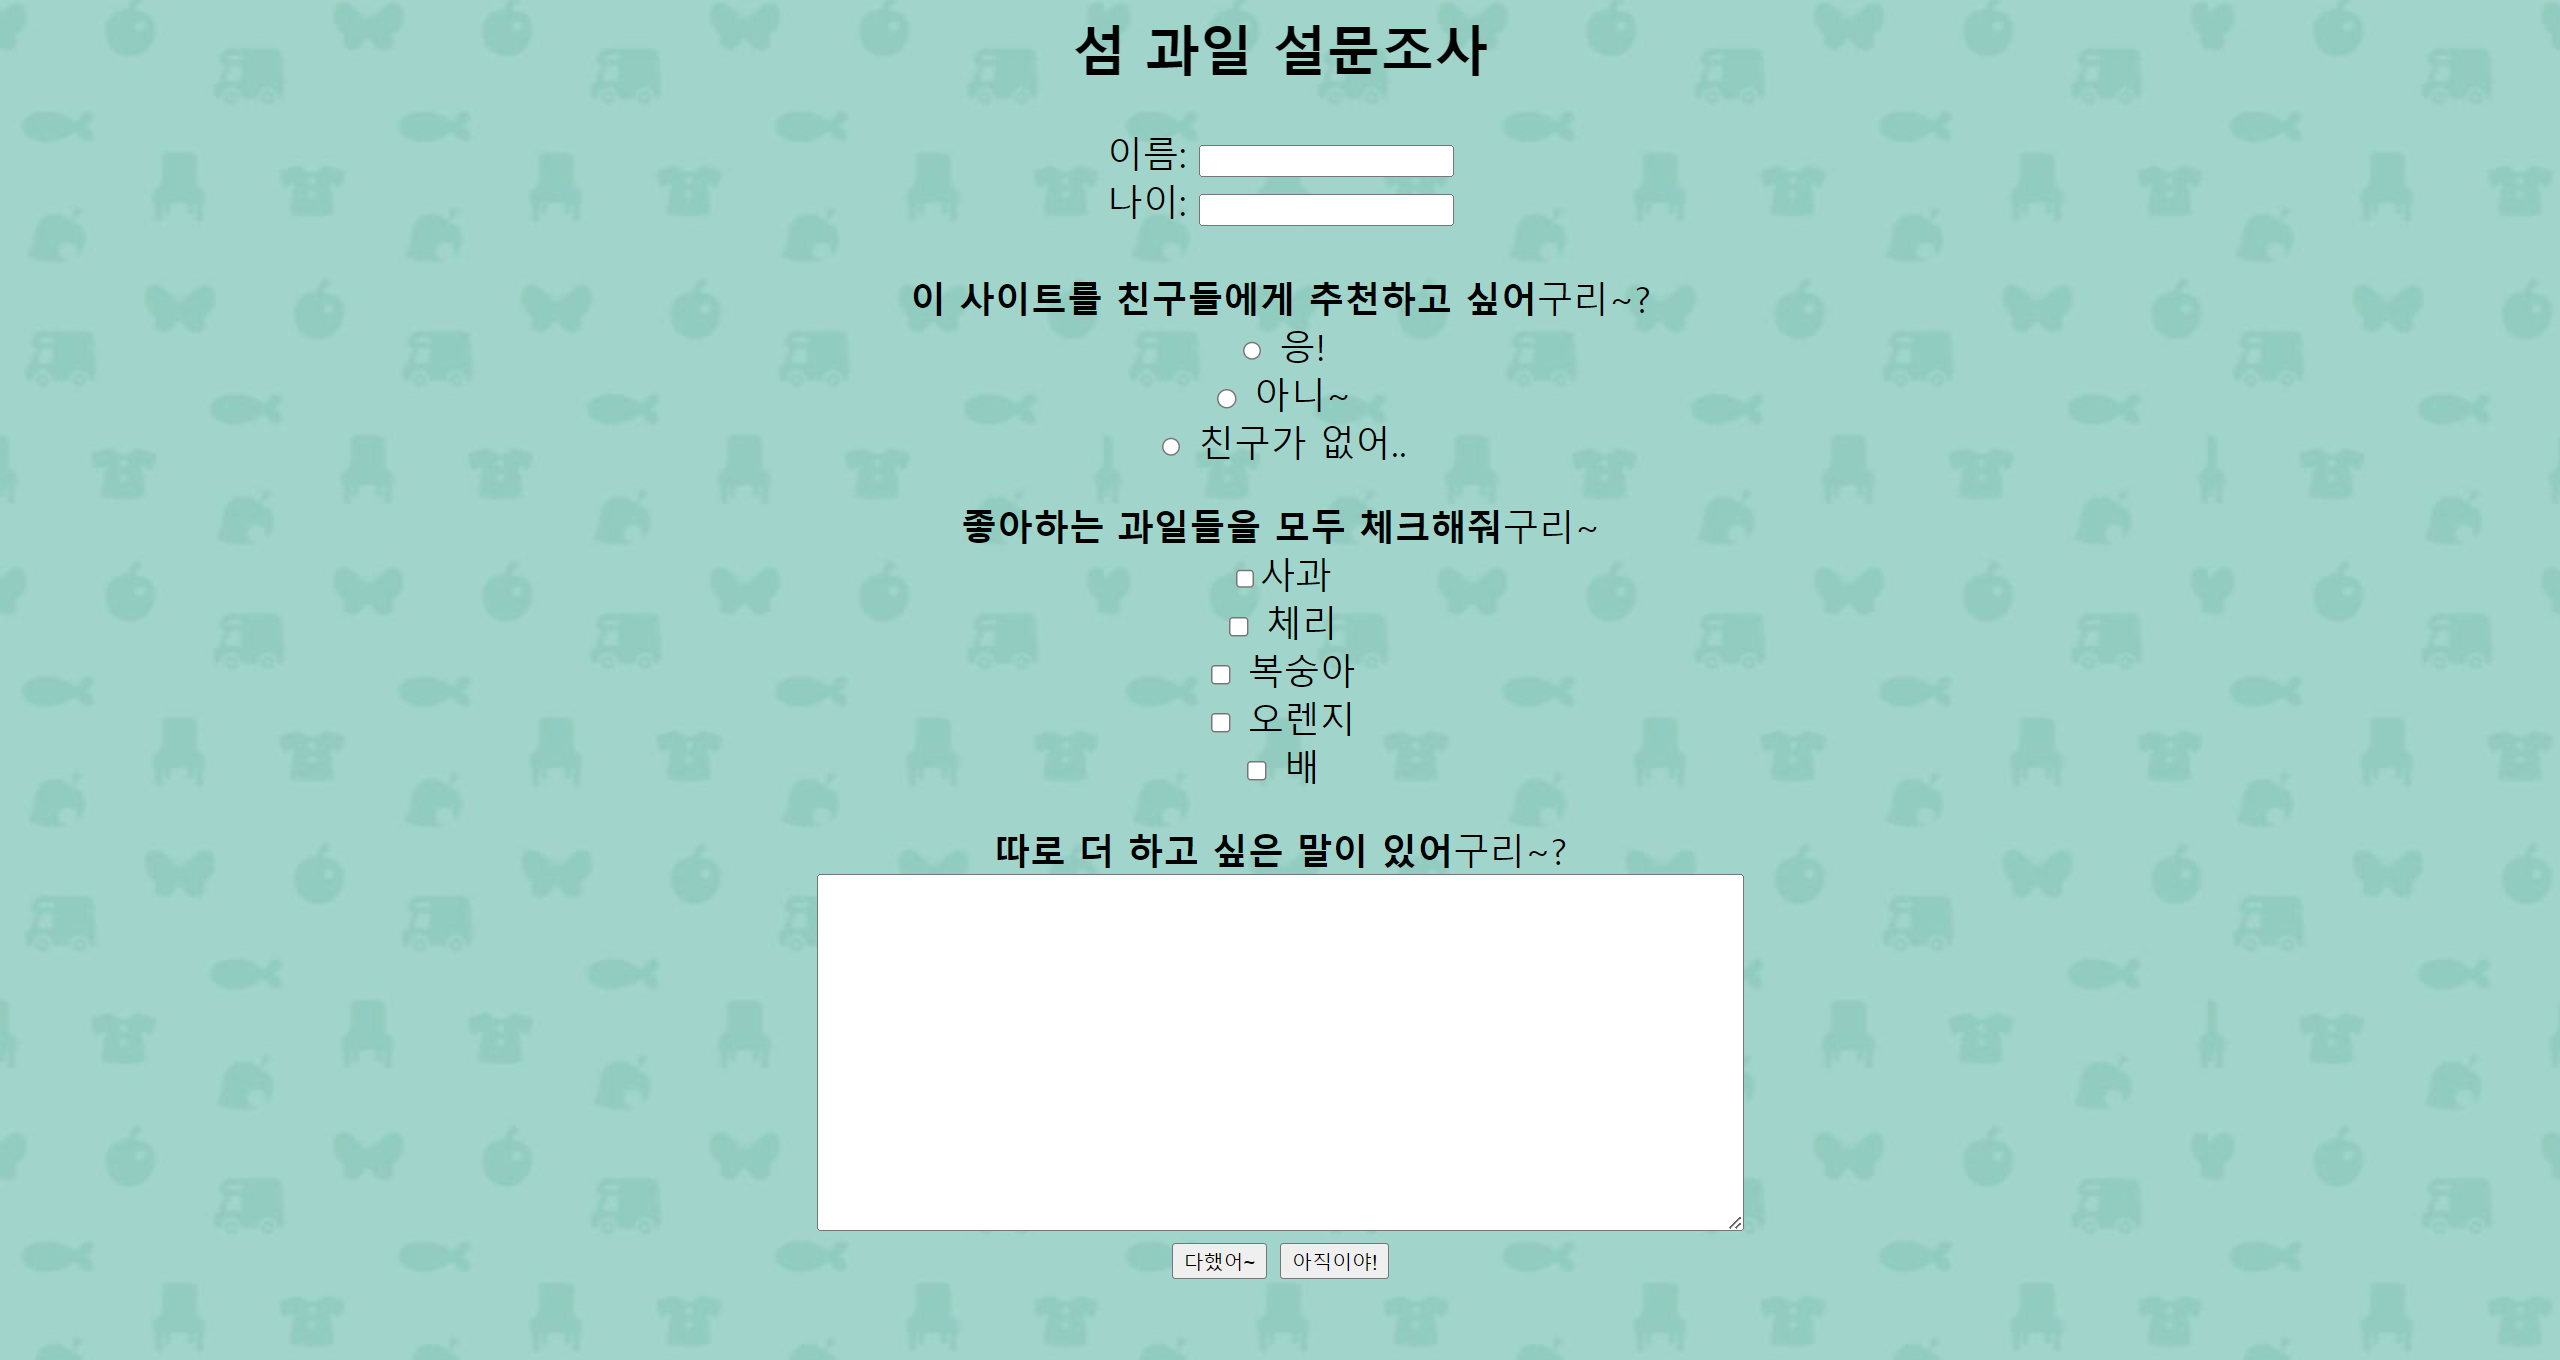 섬 과일 설문조사
이름:
나이:
이 사이트를 친구들에게 추천하고 싶어구리~?
응!
아니~
친구가 없어..
좋아하는 과일들을 모두 체크해줘구리~
사과
체리
복숭아
오렌지
배
따로 더 하고 싶은 말이 있어구리~?
다했어~ 아직이야!